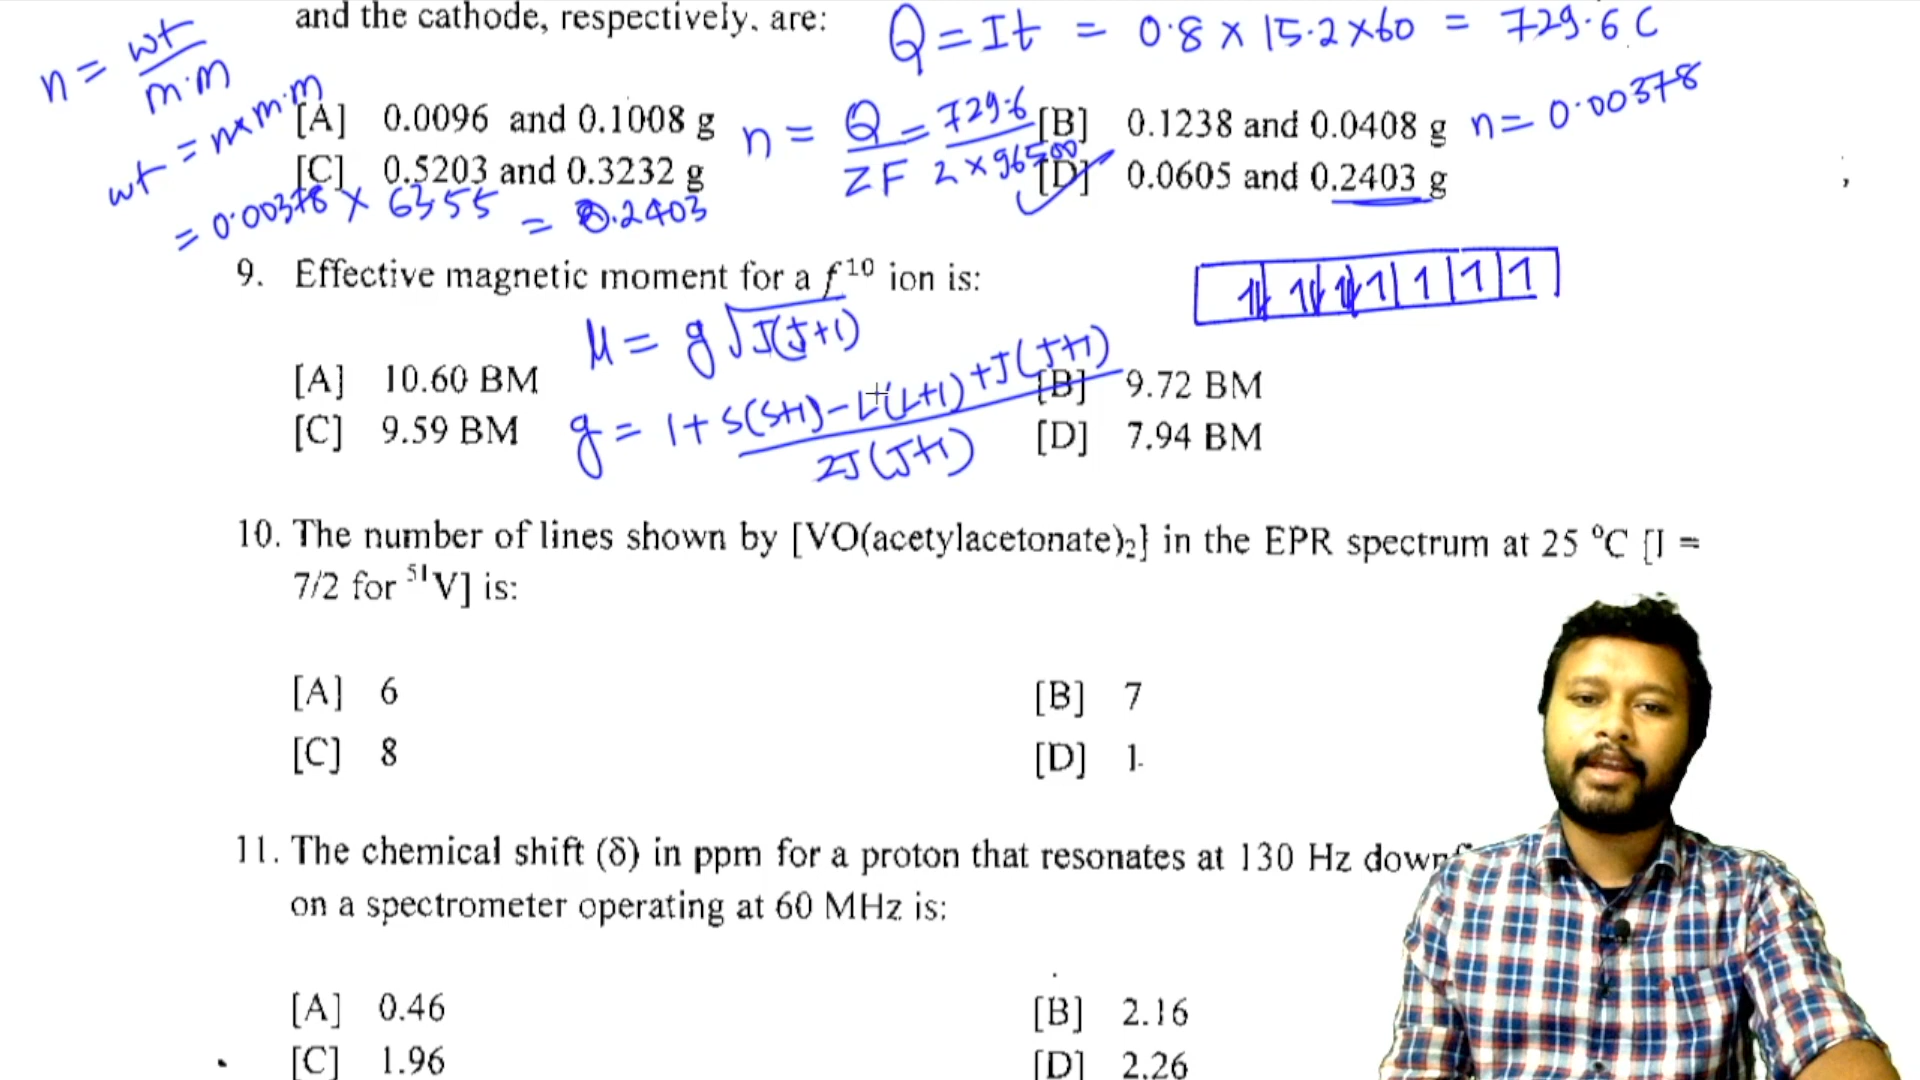 and the cathode, respectively, are:
Q = It = 0.8 × 15.2 × 60 = 729.6 C
n = wt / m.m
wt = n × m.m
= 0.00378 × 63.55 = 0.2403
[A] 0.0096 and 0.1008 g
n = Q / ZF = 729.6 / 2 × 96500
[B] 0.1238 and 0.0408 g
n = 0.00378
[C] 0.5203 and 0.3232 g
[D] 0.0605 and 0.2403 g
9. Effective magnetic moment for a f¹⁰ ion is:
μ = g √J(J+1)
g = 1 + S(S+1) - L(L+1) + J(J+1) / 2J(J+1)
[A] 10.60 BM
[B] 9.72 BM
[C] 9.59 BM
[D] 7.94 BM
10. The number of lines shown by [VO(acetylacetonate)₂] in the EPR spectrum at 25 ⁰C [I =
7/2 for ⁵¹V] is:
[A] 6
[B] 7
[C] 8
[D] 1
11. The chemical shift (δ) in ppm for a proton that resonates at 130 Hz
on a spectrometer operating at 60 MHz is:
[A] 0.46
[B] 2.16
[C] 1.96
[D] 2.26